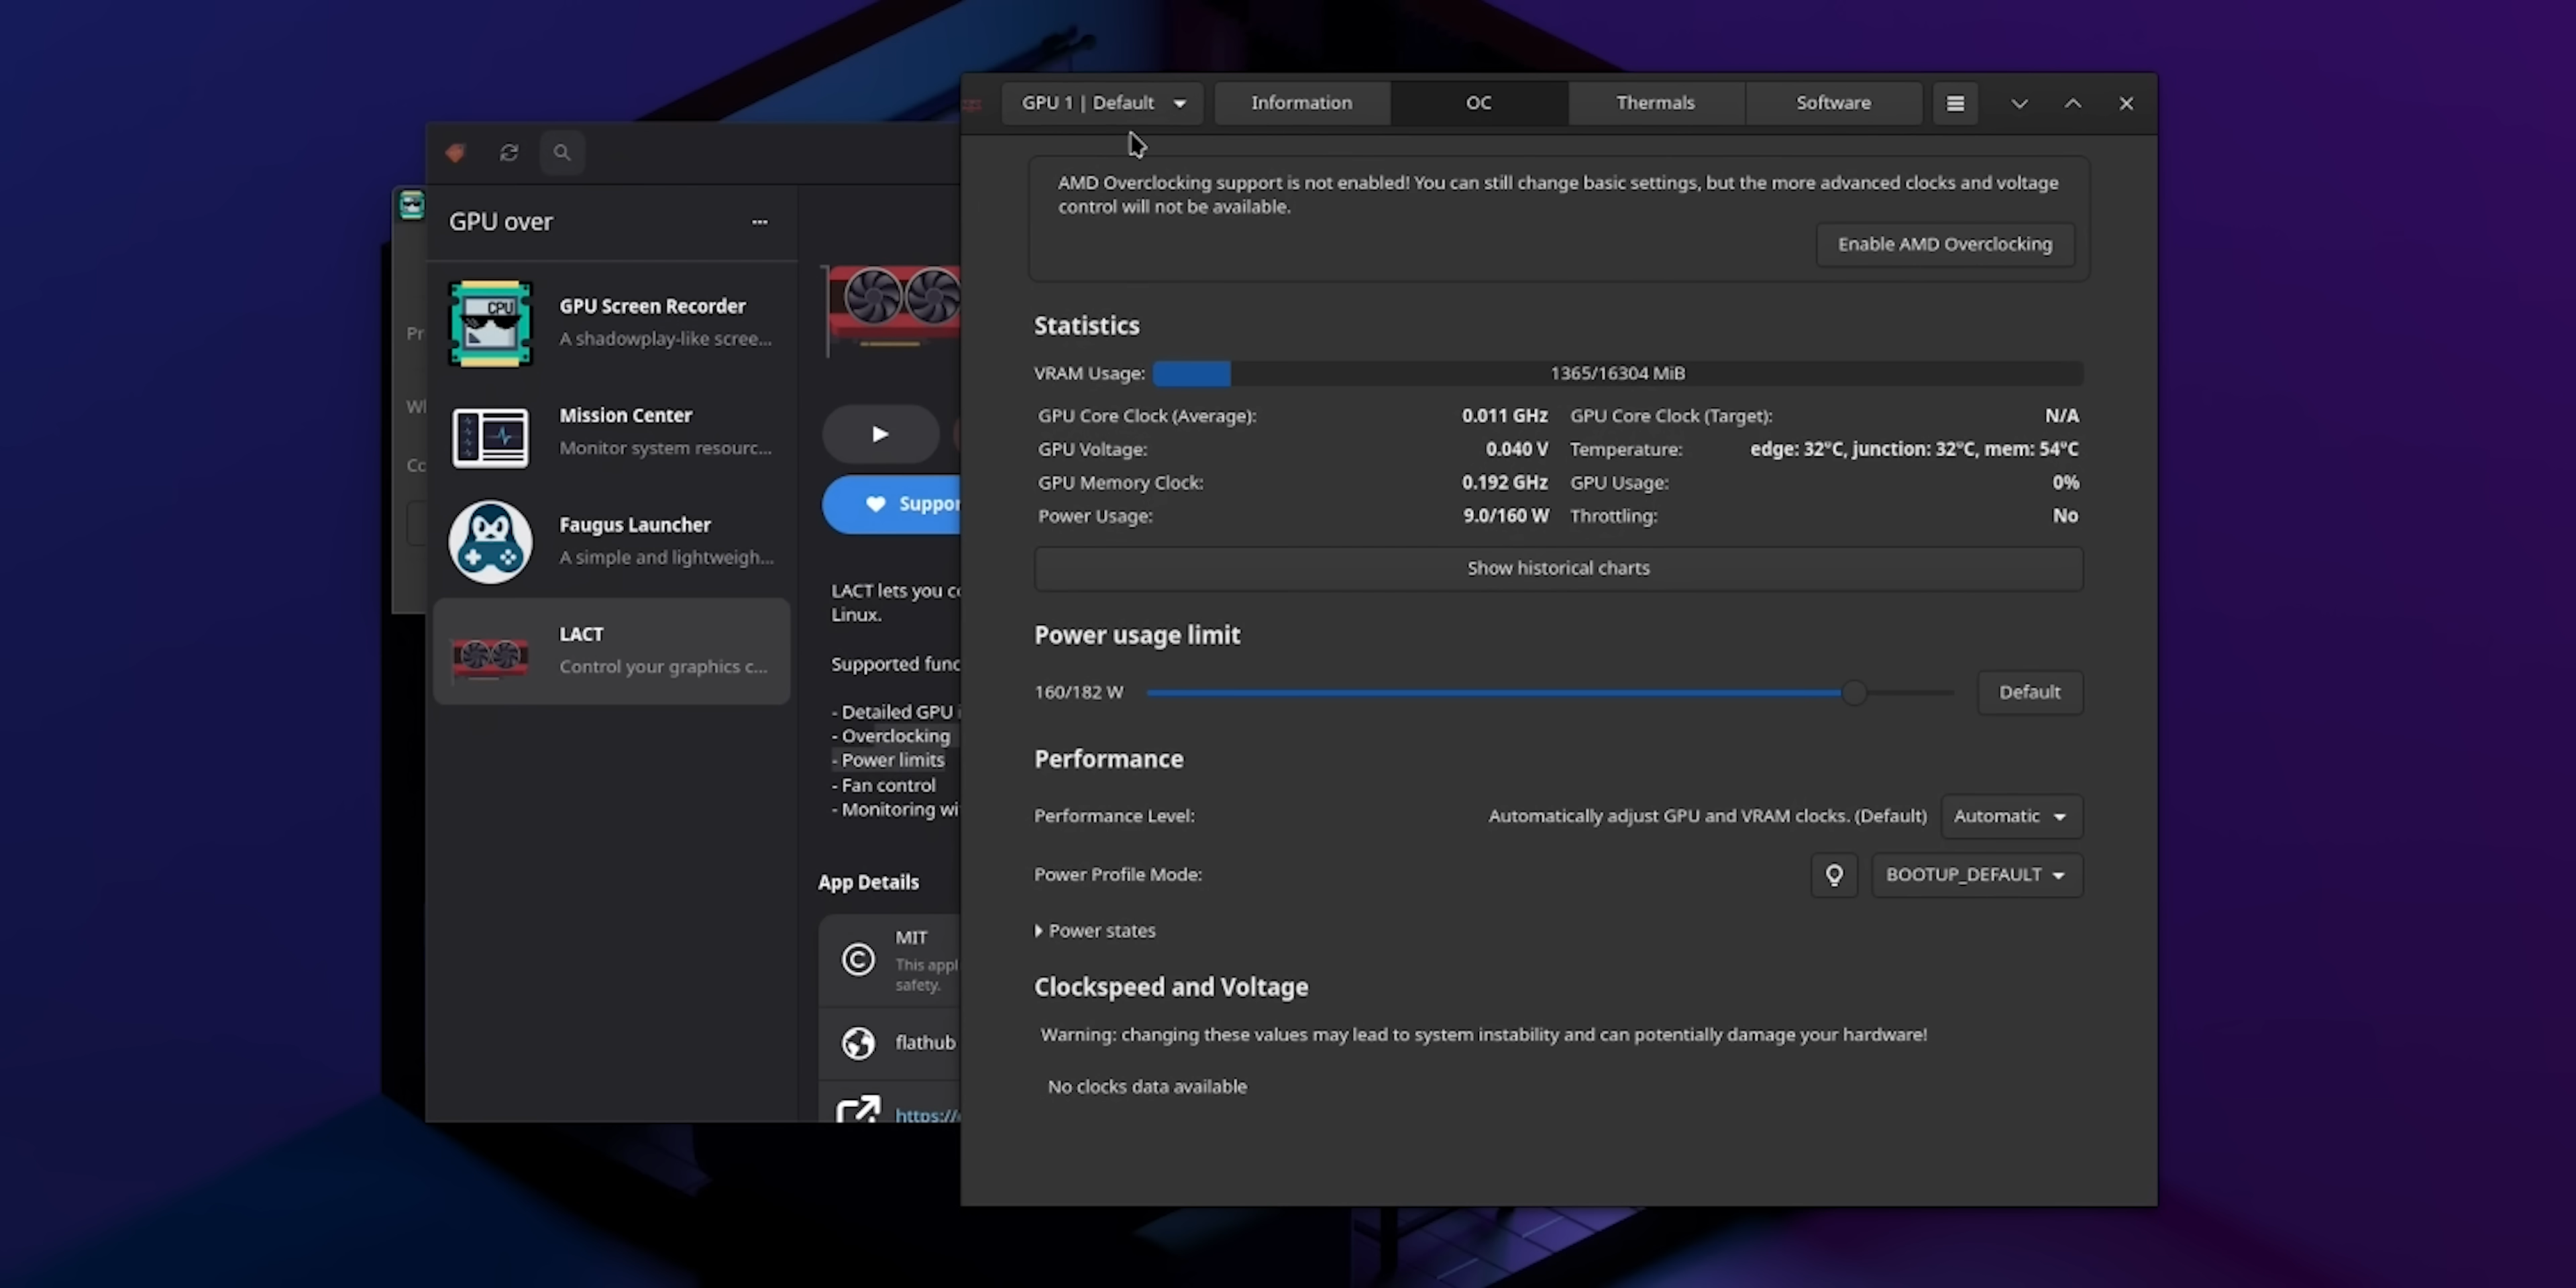 GPU 1 | Default
Information
OC
Thermals
Software
AMD Overclocking support is not enabled! You can still change basic settings, but the more advanced clocks and voltage
control will not be available.
Enable AMD Overclocking
Statistics
VRAM Usage: 1365/16304 MiB
GPU Core Clock (Average): 0.011 GHz GPU Core Clock (Target): N/A
GPU Voltage: 0.040 V Temperature: edge: 32°C, junction: 32°C, mem: 54°C
GPU Memory Clock: 0.192 GHz GPU Usage: 0%
Power Usage: 9.0/160 W Throttling: No
Show historical charts
Power usage limit
160/182 W
Default
Performance
Performance Level: Automatically adjust GPU and VRAM clocks. (Default) Automatic
Power Profile Mode: BOOTUP_DEFAULT
Power states
Clockspeed and Voltage
Warning: changing these values may lead to system instability and can potentially damage your hardware!
No clocks data available
GPU over
...
CPU
GPU Screen Recorder
A shadowplay-like scree...
Mission Center
Monitor system resourc...
Faugus Launcher
A simple and lightweigh...
LACT
Control your graphics c...
Suppor
LACT lets you c
Linux.
Supported func
- Detailed GPU
- Overclocking
- Power limits
- Fan control
- Monitoring wi
App Details
MIT
This appl
safety.
flathub
https://
Pr
Wl
Co